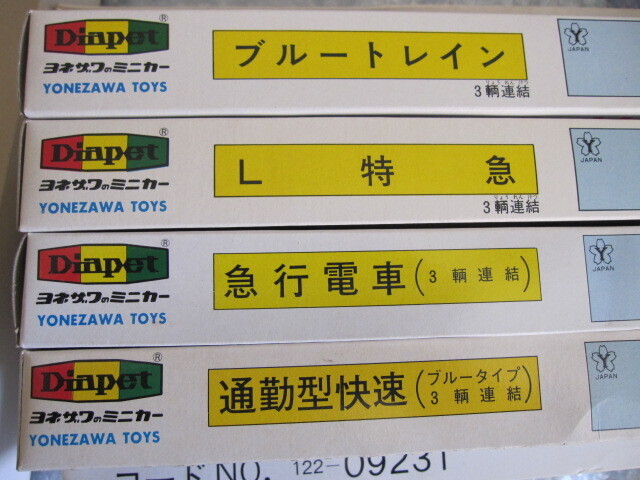 Diapet ®
ヨネザワのミニカー
YONEZAWA TOYS
ブルートレイン
3輌連結
JAPAN
Diapet ®
ヨネザワのミニカー
YONEZAWA TOYS
L特急
3輌連結
JAPAN
Diapet ®
ヨネザワのミニカー
YONEZAWA TOYS
急行電車(3輌連結)
JAPAN
Diapet ®
ヨネザワのミニカー
YONEZAWA TOYS
通勤型快速(ブルータイプ
3輌連結)
JAPAN
コードNO. 122-09231